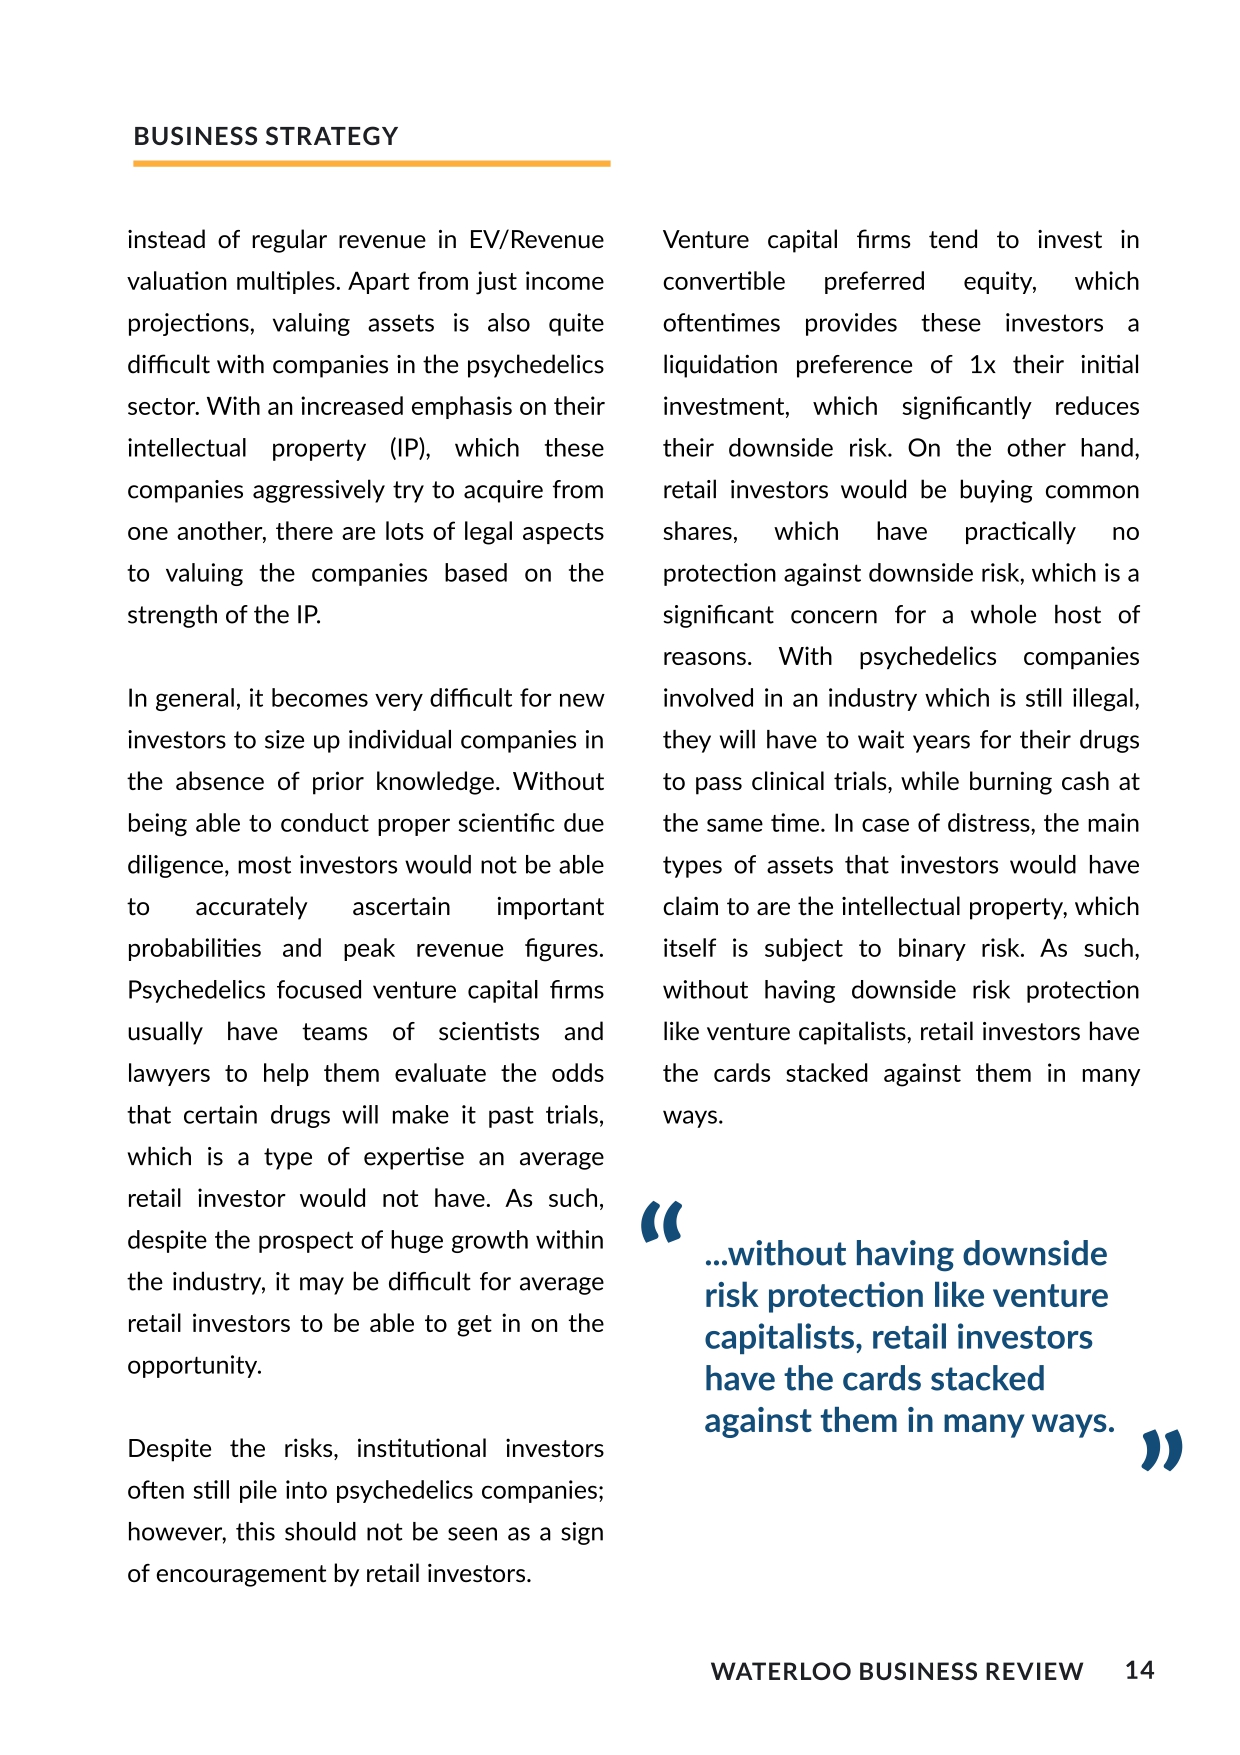 BUSINESS STRATEGY
instead of regular revenue in EV/Revenue
valuation multiples. Apart from just income
projections, valuing assets is also quite
difficult with companies in the psychedelics
sector. With an increased emphasis on their
intellectual property (IP), which these
companies aggressively try to acquire from
one another, there are lots of legal aspects
to valuing the companies based on the
strength of the IP.
In general, it becomes very difficult for new
investors to size up individual companies in
the absence of prior knowledge. Without
being able to conduct proper scientific due
diligence, most investors would not be able
to accurately ascertain important
probabilities and peak revenue figures.
Psychedelics focused venture capital firms
usually have teams of scientists and
lawyers to help them evaluate the odds
that certain drugs will make it past trials,
which is a type of expertise an average
retail investor would not have. As such,
despite the prospect of huge growth within
the industry, it may be difficult for average
retail investors to be able to get in on the
opportunity.
Despite the risks, institutional investors
often still pile into psychedelics companies;
however, this should not be seen as a sign
of encouragement by retail investors.
Venture capital firms tend to invest in
convertible preferred equity, which
oftentimes provides these investors a
liquidation preference of 1x their initial
investment, which significantly reduces
their downside risk. On the other hand,
retail investors would be buying common
shares, which have practically no
protection against downside risk, which is a
significant concern for a whole host of
reasons. With psychedelics companies
involved in an industry which is still illegal,
they will have to wait years for their drugs
to pass clinical trials, while burning cash at
the same time. In case of distress, the main
types of assets that investors would have
claim to are the intellectual property, which
itself is subject to binary risk. As such,
without having downside risk protection
like venture capitalists, retail investors have
the cards stacked against them in many
ways.
“
...without having downside
risk protection like venture
capitalists, retail investors
have the cards stacked
against them in many ways.
”
WATERLOO BUSINESS REVIEW 14